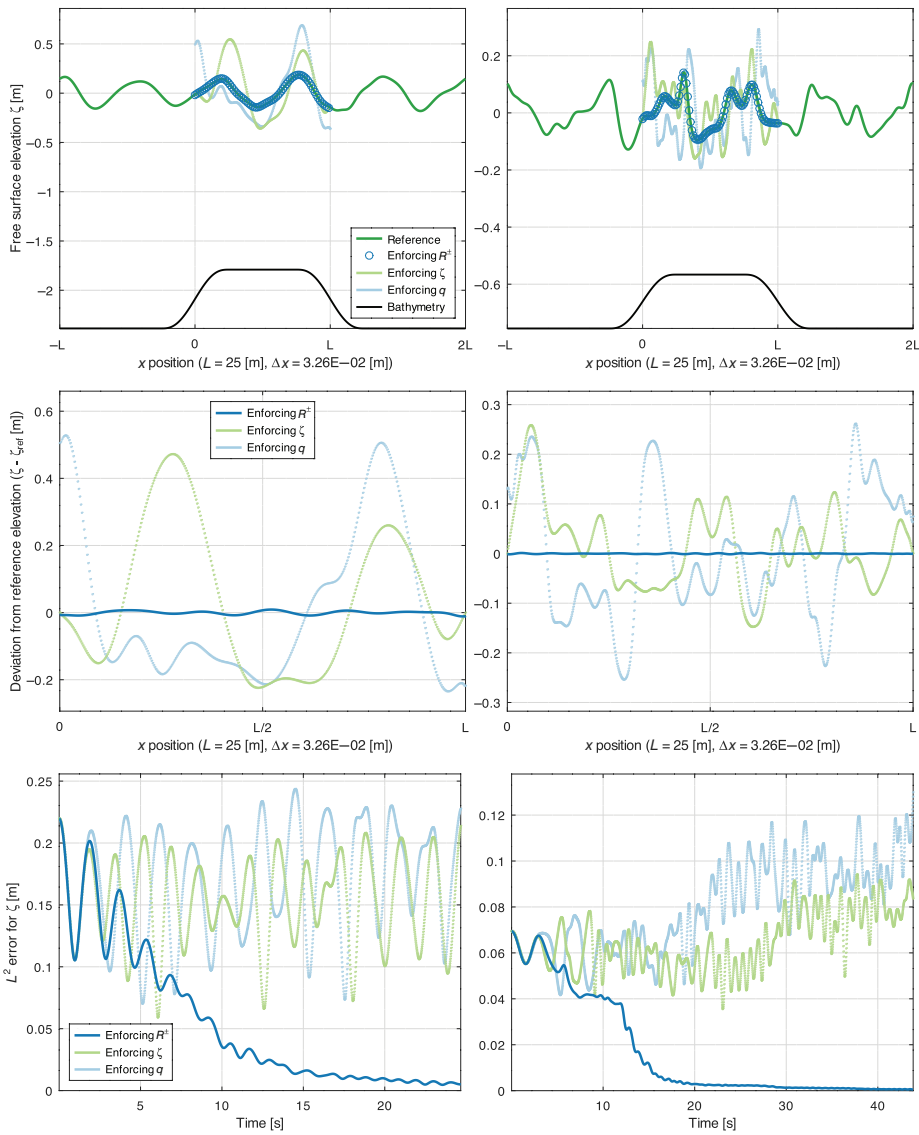 Free surface elevation ζ [m]
0.5
0
−0.5
−1
−1.5
−2
−L
0
L
2L
x position (L = 25 [m], Δx = 3.26E−02 [m])
Reference
Enforcing R±
Enforcing ζ
Enforcing q
Bathymetry
0.2
0
−0.2
−0.4
−0.6
−L
0
L
2L
x position (L = 25 [m], Δx = 3.26E−02 [m])
Deviation from reference elevation (ζ - ζref [m])
0.6
0.4
0.2
0
−0.2
0
L/2
L
x position (L = 25 [m], Δx = 3.26E−02 [m])
Enforcing R±
Enforcing ζ
Enforcing q
0.3
0.2
0.1
0
−0.1
−0.2
−0.3
0
L/2
L
x position (L = 25 [m], Δx = 3.26E−02 [m])
L² error for ζ [m]
0.25
0.2
0.15
0.1
0.05
0
5
10
15
20
Time [s]
Enforcing R±
Enforcing ζ
Enforcing q
0.12
0.1
0.08
0.06
0.04
0.02
0
10
20
30
40
Time [s]